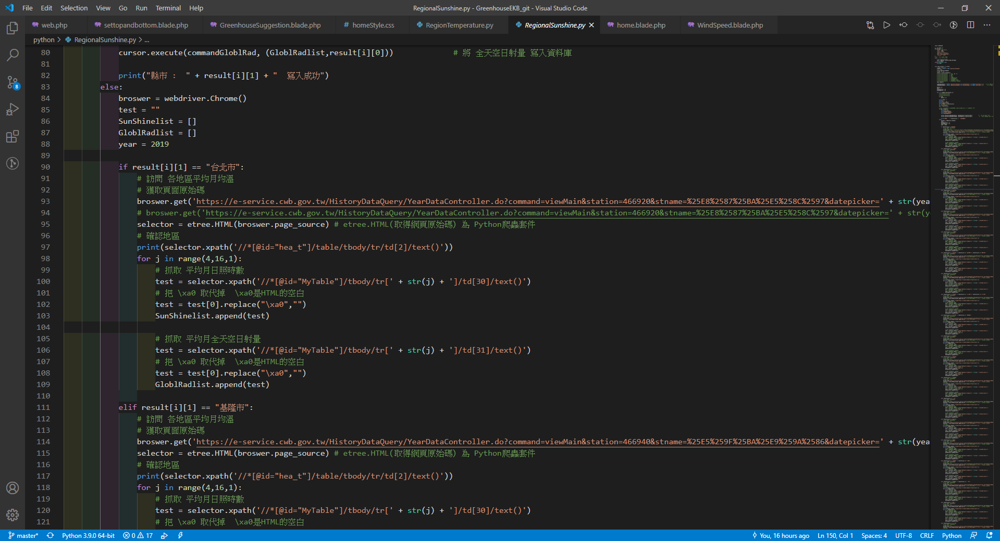 File Edit Selection View Go Run Terminal Help RegionalSunshine.py - GreenhouseEKB_git - Visual Studio Code
web.php settopandbottom.blade.php GreenhouseSuggestion.blade.php # homeStyle.css RegionTemperature.py RegionalSunshine.py home.blade.php WindSpeed.blade.php
python > RegionalSunshine.py > ...
80 cursor.execute(commandGloblRad, (GloblRadlist,result[i][0])) # 將 全天空日射量 寫入資料庫
81
82 print("縣市 : " + result[i][1] + " 寫入成功")
83 else:
84 broswer = webdriver.Chrome()
85 test = ""
86 SunShinelist = []
87 GloblRadlist = []
88 year = 2019
89
90 if result[i][1] == "台北市":
91 # 訪問 各地區平均月均溫
92 # 獲取頁面原始碼
93 broswer.get('https://e-service.cwb.gov.tw/HistoryDataQuery/YearDataController.do?command=viewMain&station=466920&stname=%25E8%2587%25BA%25E5%258C%2597&datepicker=' + str(yea
94 # broswer.get('https://e-service.cwb.gov.tw/HistoryDataQuery/YearDataController.do?command=viewMain&station=466920&stname=%25E8%2587%25BA%25E5%258C%2597&datepicker=' + str(y
95 selector = etree.HTML(broswer.page_source) # etree.HTML(取得網頁原始碼) 為 Python爬蟲套件
96 # 確認地區
97 print(selector.xpath('//*[@id="hea_t"]/table/tbody/tr/td[2]/text()'))
98 for j in range(4,16,1):
99 # 抓取 平均月日照時數
100 test = selector.xpath('//*[@id="MyTable"]/tbody/tr[' + str(j) + ']/td[30]/text()')
101 # 把 \xa0 取代掉 \xa0是HTML的空白
102 test = test[0].replace("\xa0","")
103 SunShinelist.append(test)
104
105 # 抓取 平均月全天空日射量
106 test = selector.xpath('//*[@id="MyTable"]/tbody/tr[' + str(j) + ']/td[31]/text()')
107 # 把 \xa0 取代掉 \xa0是HTML的空白
108 test = test[0].replace("\xa0","")
109 GloblRadlist.append(test)
110
111 elif result[i][1] == "基隆市":
112 # 訪問 各地區平均月均溫
113 # 獲取頁面原始碼
114 broswer.get('https://e-service.cwb.gov.tw/HistoryDataQuery/YearDataController.do?command=viewMain&station=466940&stname=%25E5%259F%25BA%25E9%259A%2586&datepicker=' + str(yea
115 selector = etree.HTML(broswer.page_source) # etree.HTML(取得網頁原始碼) 為 Python爬蟲套件
116 # 確認地區
117 print(selector.xpath('//*[@id="hea_t"]/table/tbody/tr/td[2]/text()'))
118 for j in range(4,16,1):
119 # 抓取 平均月日照時數
120 test = selector.xpath('//*[@id="MyTable"]/tbody/tr[' + str(j) + ']/td[30]/text()')
121 # 把 \xa0 取代掉 \xa0是HTML的空白
8
master* Python 3.9.0 64-bit 0 17 You, 16 hours ago Ln 150, Col 1 Spaces: 4 UTF-8 CRLF Python